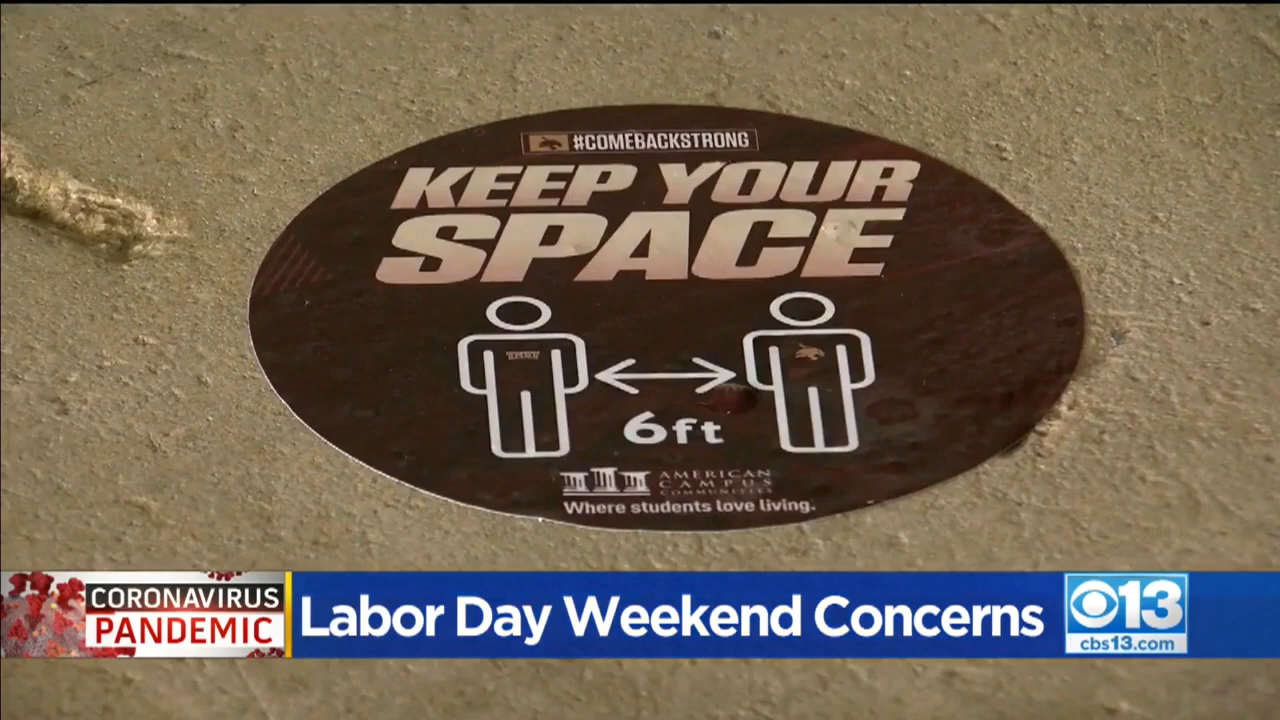 #COMEBACKSTRONG
KEEP YOUR
SPACE
6ft
AMERICAN
CAMPUS
COMMUNITIES
Where students love living.
CORONAVIRUS
PANDEMIC
Labor Day Weekend Concerns
13
cbs13.com